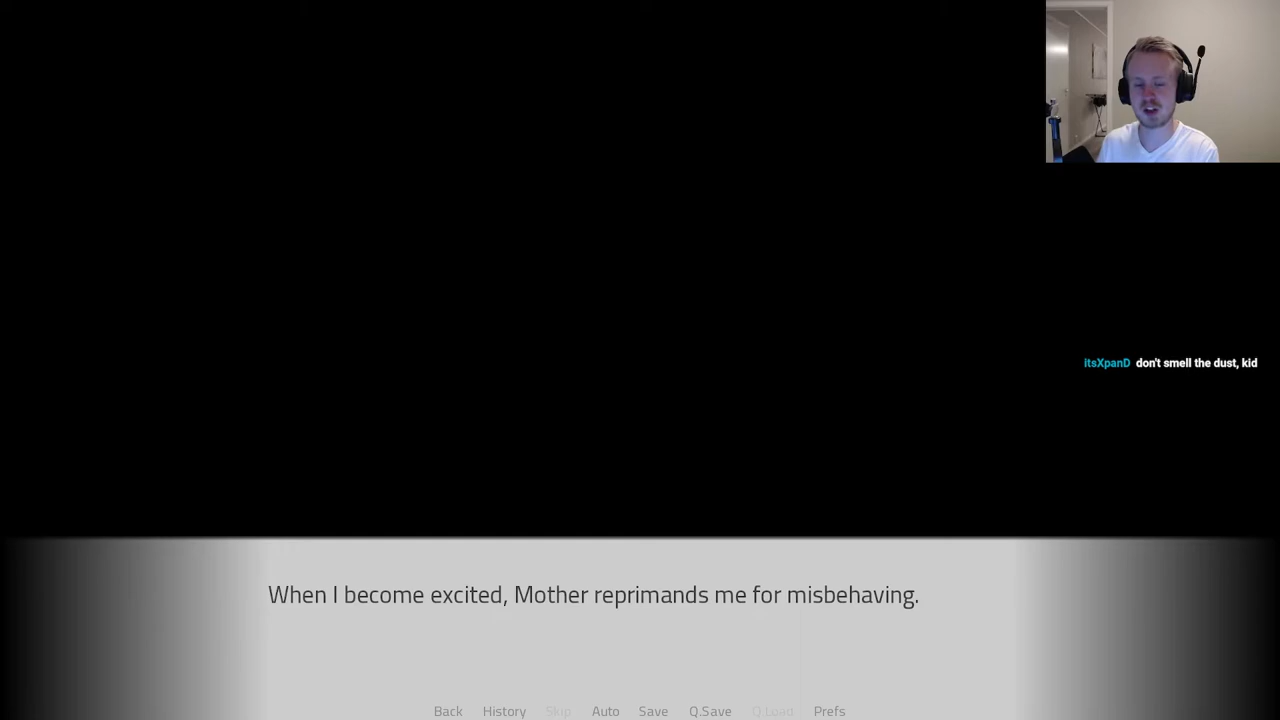 itsXpanD don't smell the dust, kid
When I become excited, Mother reprimands me for misbehaving.
Back History Skip Auto Save Q.Save Q.Load Prefs